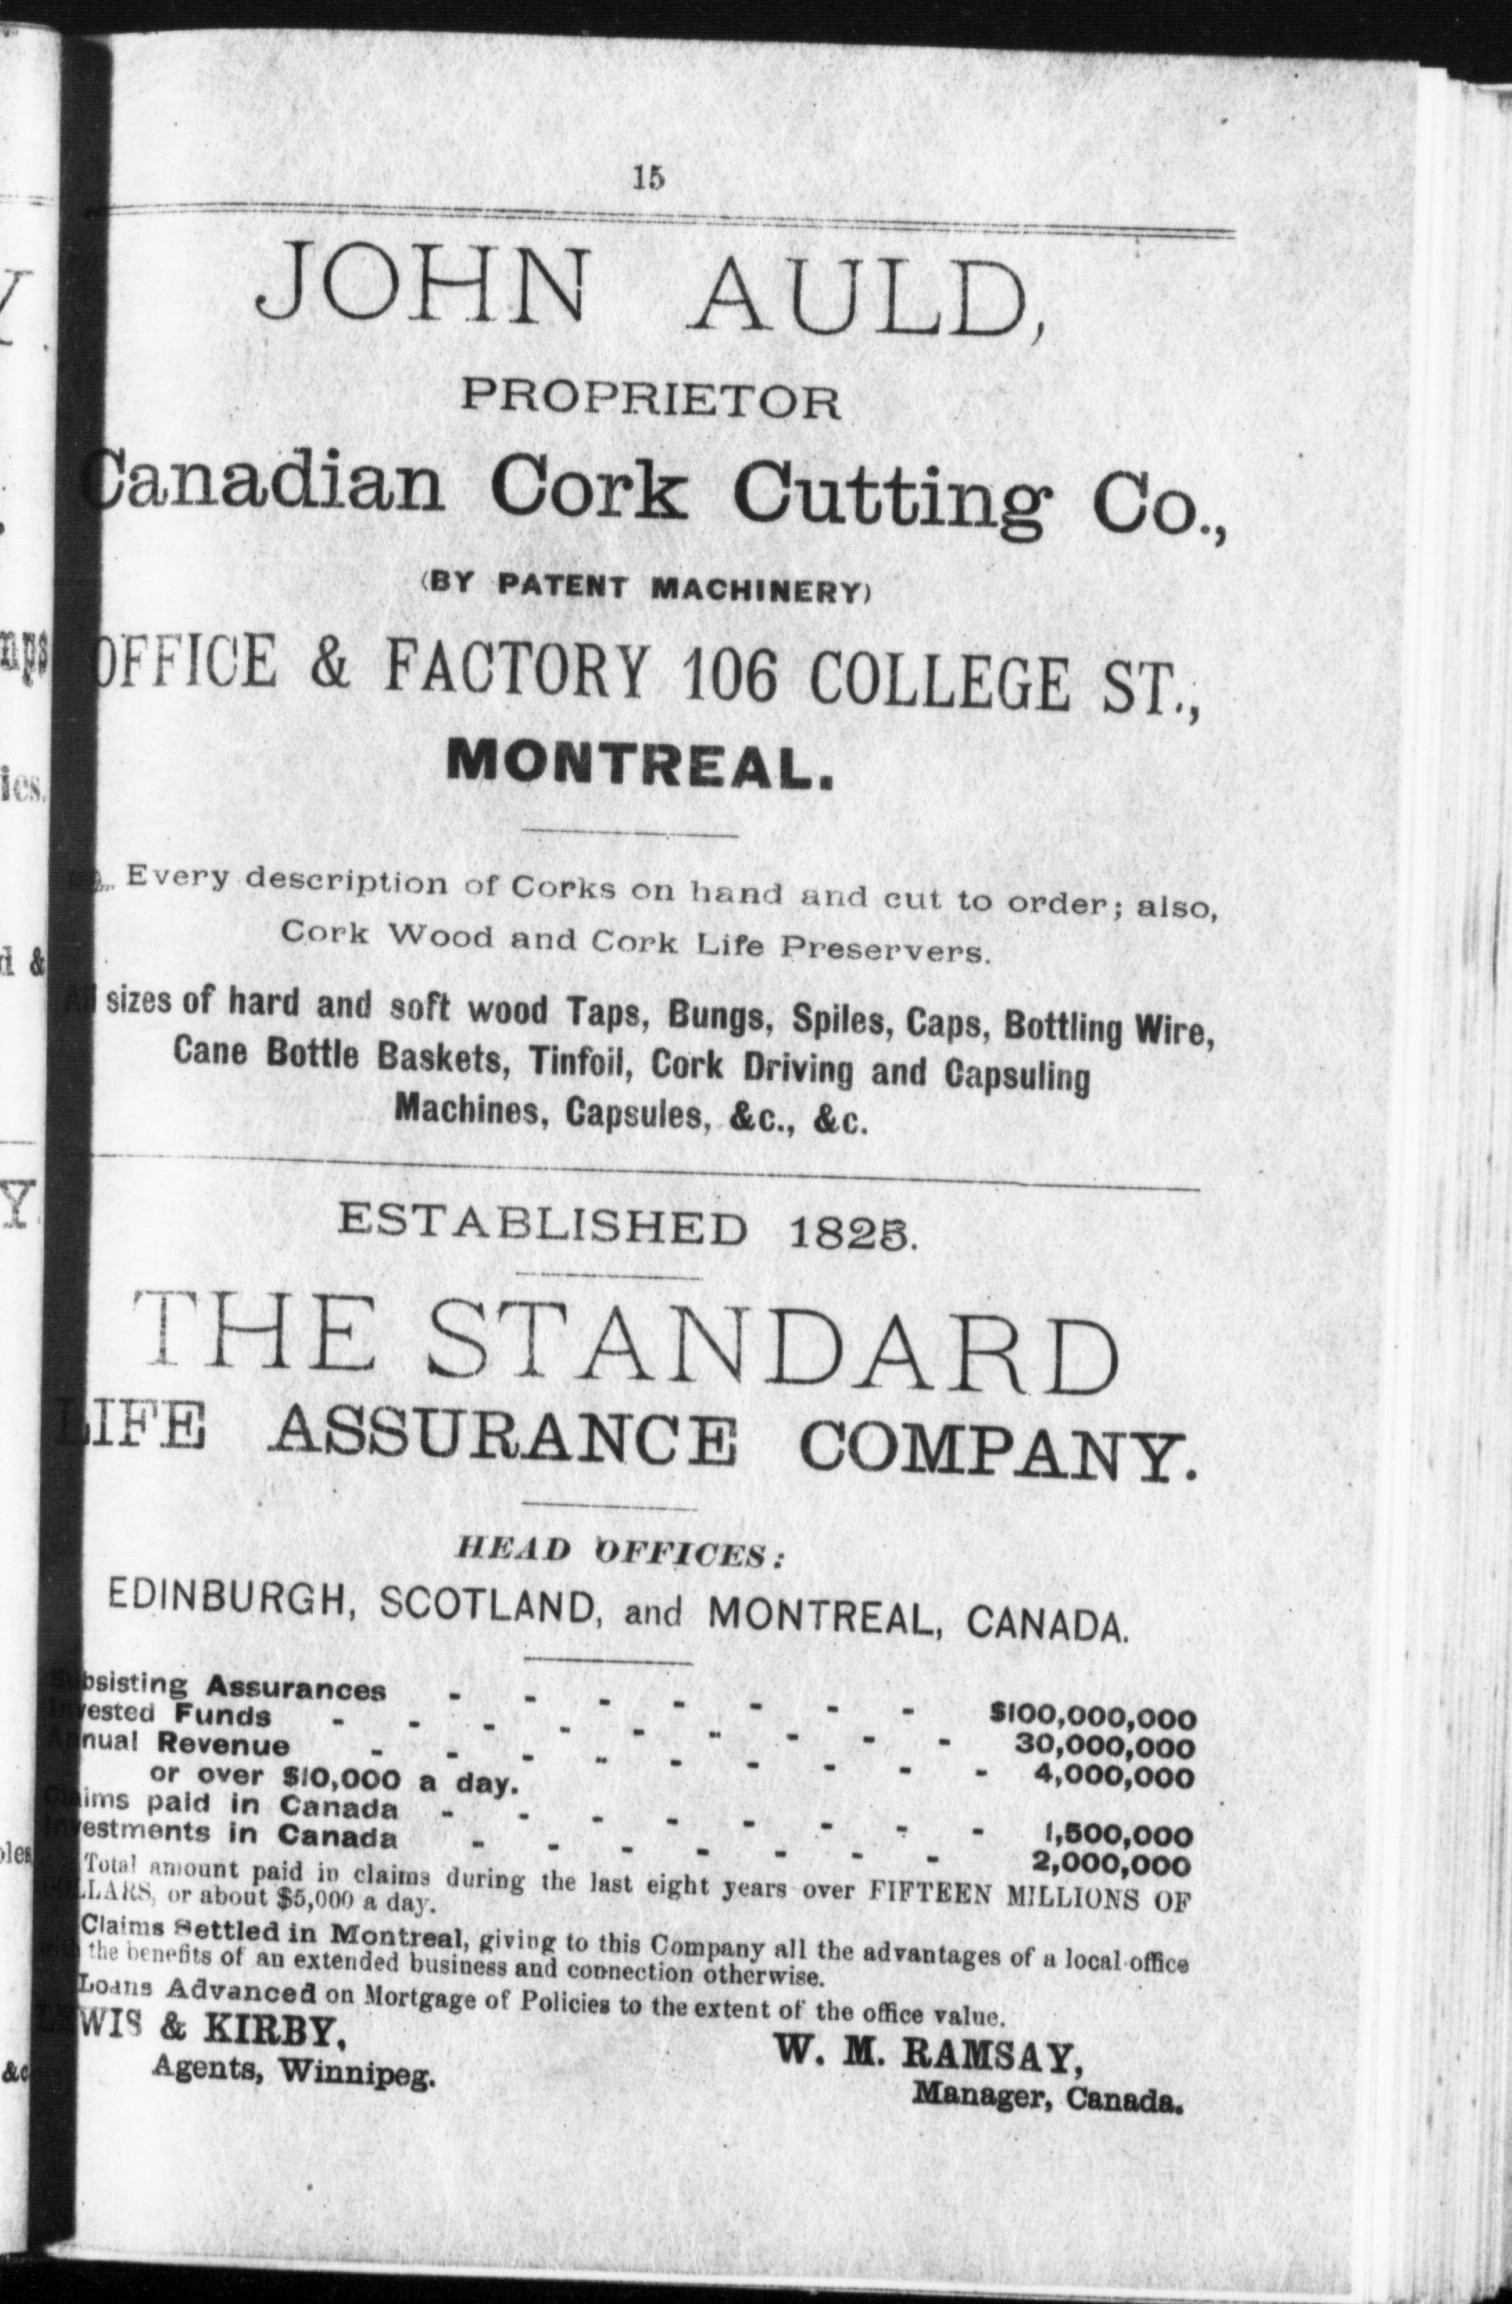 15
JOHN AULD,
PROPRIETOR
Canadian Cork Cutting Co.,
(BY PATENT MACHINERY)
OFFICE & FACTORY 106 COLLEGE ST.,
MONTREAL.
Every description of Corks on hand and cut to order; also,
Cork Wood and Cork Life Preservers.
All sizes of hard and soft wood Taps, Bungs, Spiles, Caps, Bottling Wire,
Cane Bottle Baskets, Tinfoil, Cork Driving and Capsuling
Machines, Capsules, &c., &c.
ESTABLISHED 1825.
THE STANDARD
LIFE ASSURANCE COMPANY.
HEAD OFFICES:
EDINBURGH, SCOTLAND, and MONTREAL, CANADA.
Subsisting Assurances - - - - - - - $100,000,000
Invested Funds - - - - - - - - - 30,000,000
Annual Revenue - - - - - - - - - 4,000,000
or over $10,000 a day.
Claims paid in Canada - - - - - - - - 1,500,000
Investments in Canada - - - - - - - 2,000,000
Total amount paid in claims during the last eight years over FIFTEEN MILLIONS OF
DOLLARS, or about $5,000 a day.
Claims Settled in Montreal, giving to this Company all the advantages of a local office
the benefits of an extended business and connection otherwise.
Loans Advanced on Mortgage of Policies to the extent of the office value.
LEWIS & KIRBY,
Agents, Winnipeg.
W. M. RAMSAY,
Manager, Canada.